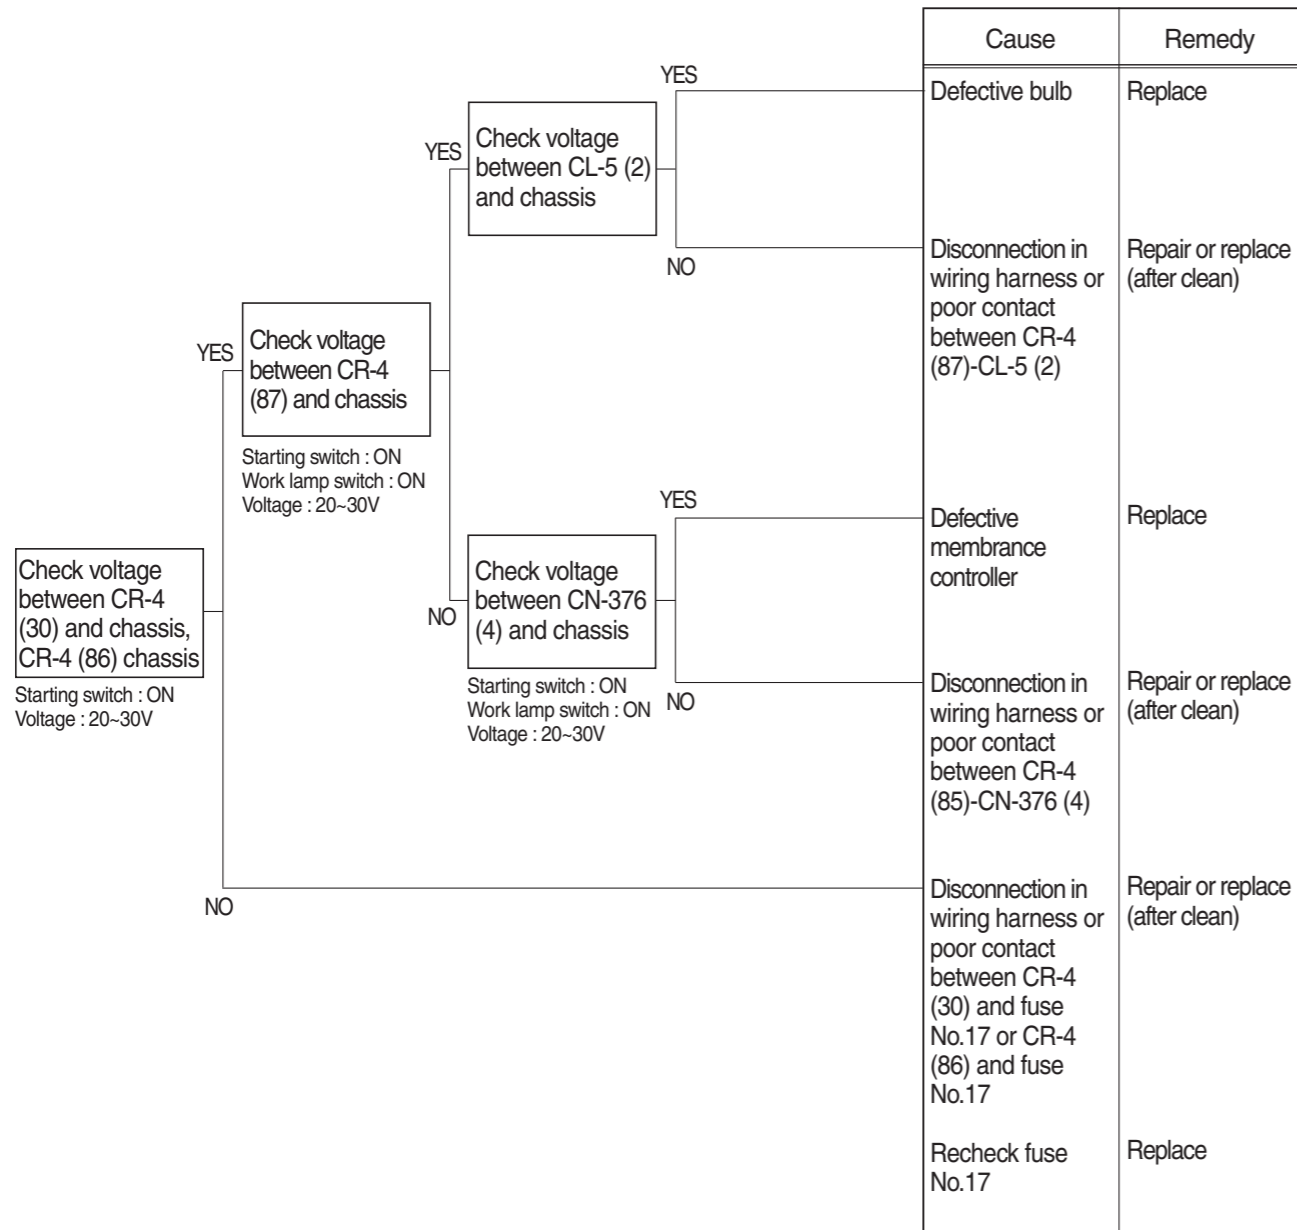 Cause
Remedy
YES
Defective bulb
Replace
Check voltage
between CL-5 (2)
and chassis
YES
NO
Disconnection in
wiring harness or
poor contact
between CR-4
(87)-CL-5 (2)
Repair or replace
(after clean)
YES
Check voltage
between CR-4
(87) and chassis
Starting switch : ON
Work lamp switch : ON
Voltage : 20~30V
YES
Defective
membrance
controller
Replace
Check voltage
between CN-376
(4) and chassis
NO
Starting switch : ON
Work lamp switch : ON
Voltage : 20~30V
NO
Disconnection in
wiring harness or
poor contact
between CR-4
(85)-CN-376 (4)
Repair or replace
(after clean)
Check voltage
between CR-4
(30) and chassis,
CR-4 (86) chassis
Starting switch : ON
Voltage : 20~30V
NO
Disconnection in
wiring harness or
poor contact
between CR-4
(30) and fuse
No.17 or CR-4
(86) and fuse
No.17
Repair or replace
(after clean)
Recheck fuse
No.17
Replace